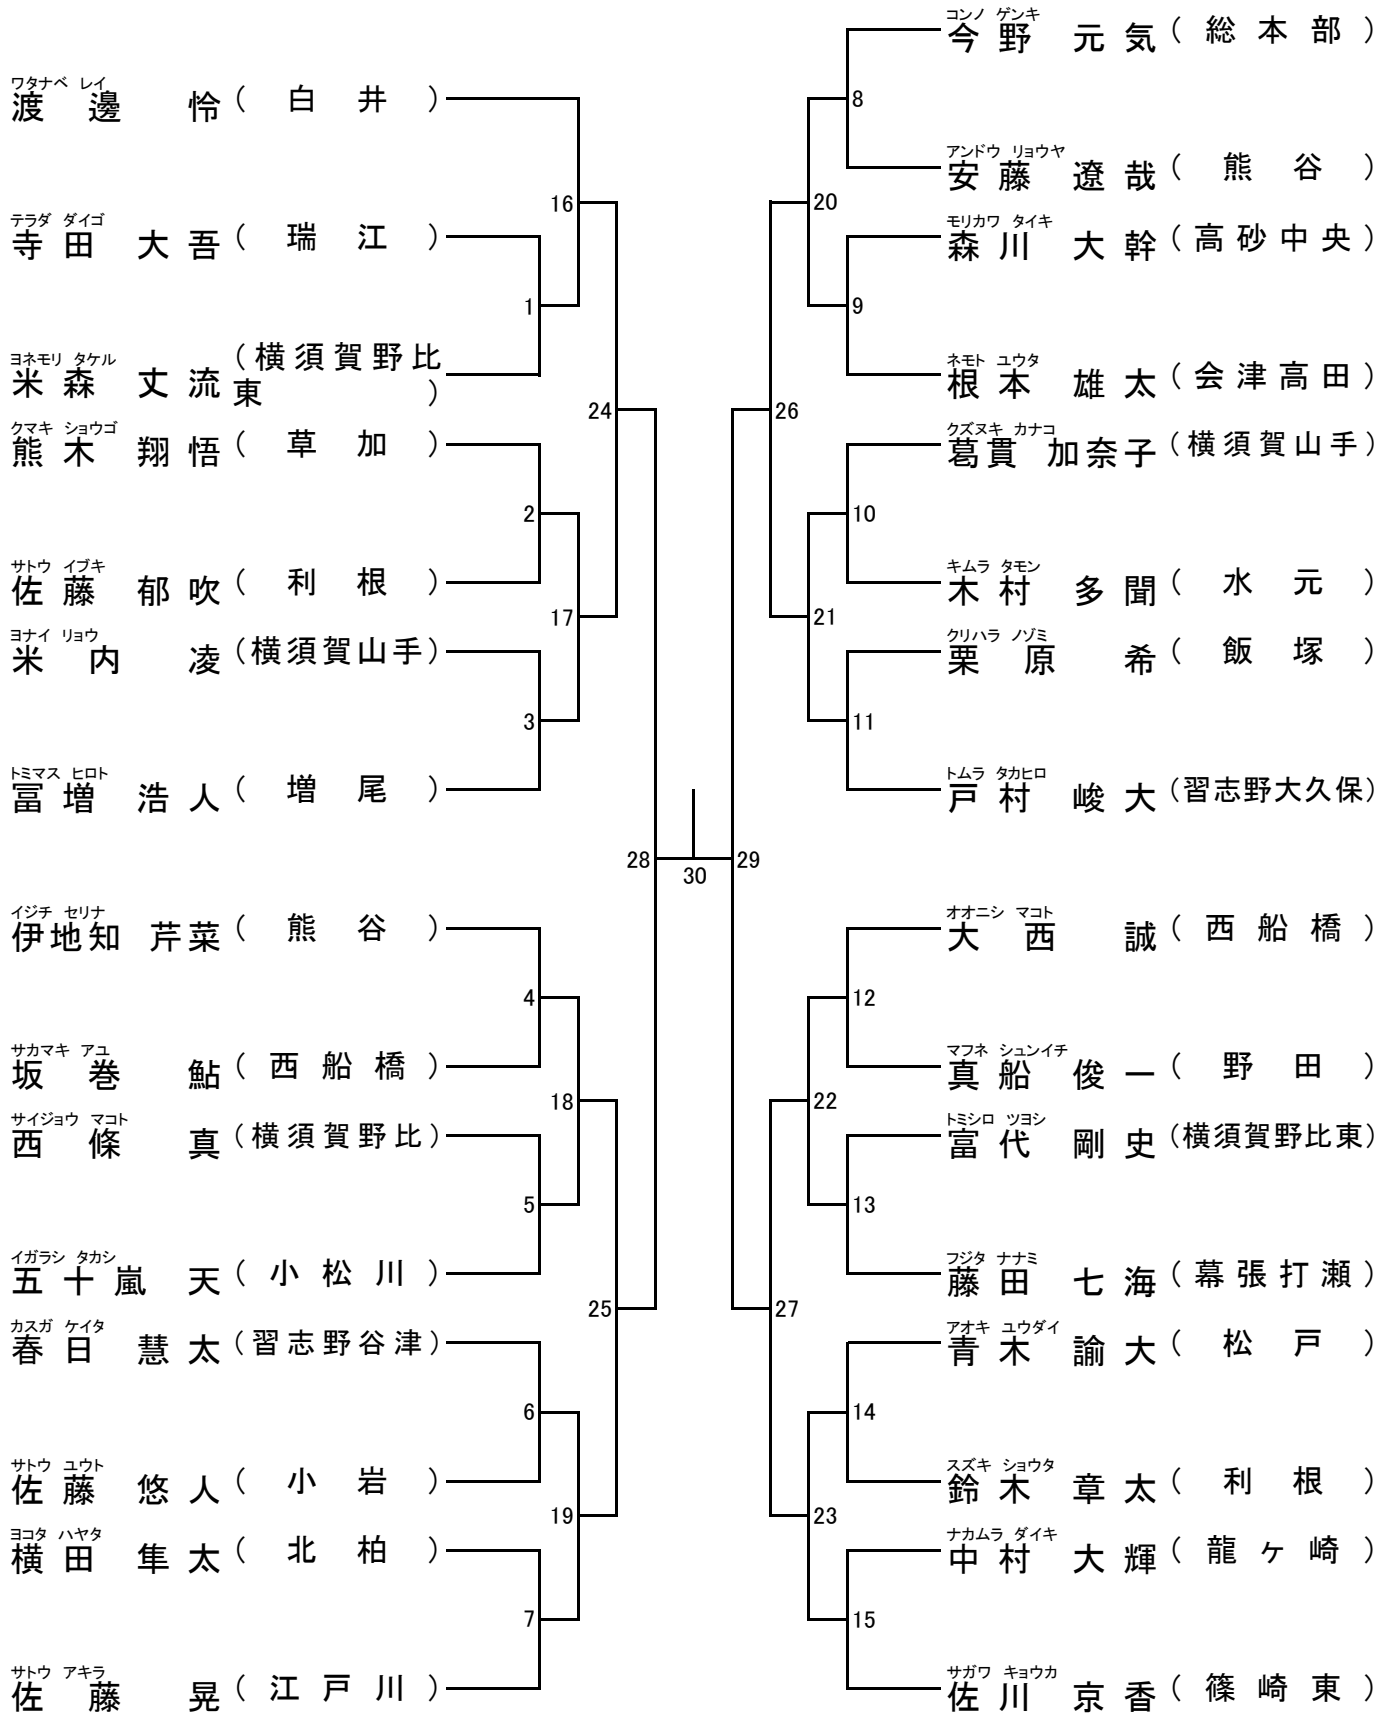 ワタナベ レイ
渡邊 怜 (白井)
テラダ ダイゴ
寺田 大吾 (瑞江)
ヨネモリ タケル
米森 丈流 (横須賀野比東)
クマキ ショウゴ
熊木 翔悟 (草加)
サトウ イブキ
佐藤 郁吹 (利根)
ヨナイ リョウ
米内 凌 (横須賀山手)
トミマス ヒロト
冨増 浩人 (増尾)
イジチ セリナ
伊地知 芹菜 (熊谷)
サカマキ アユ
坂巻 鮎 (西船橋)
サイジョウ マコト
西條 真 (横須賀野比)
イガラシ タカシ
五十嵐 天 (小松川)
カスガ ケイタ
春日 慧太 (習志野谷津)
サトウ ユウト
佐藤 悠人 (小岩)
ヨコタ ハヤタ
横田 隼太 (北柏)
サトウ アキラ
佐藤 晃 (江戸川)
1
2
3
4
5
6
7
16
17
18
19
24
25
28
30
29
26
27
20
21
22
23
8
9
10
11
12
13
14
15
コンノ ゲンキ
今野 元気 (総本部)
アンドウ リョウヤ
安藤 遼哉 (熊谷)
モリカワ タイキ
森川 大幹 (高砂中央)
ネモト ユウタ
根本 雄太 (会津高田)
クズヌキ カナコ
葛貫 加奈子 (横須賀山手)
キムラ タモン
木村 多聞 (水元)
クリハラ ノゾミ
栗原 希 (飯塚)
トムラ タカヒロ
戸村 峻大 (習志野大久保)
オオニシ マコト
大西 誠 (西船橋)
マフネ シュンイチ
真船 俊一 (野田)
トミシロ ツヨシ
富代 剛史 (横須賀野比東)
フジタ ナナミ
藤田 七海 (幕張打瀬)
アオキ ユウダイ
青木 諭大 (松戸)
スズキ ショウタ
鈴木 章太 (利根)
ナカムラ ダイキ
中村 大輝 (龍ヶ崎)
サガワ キョウカ
佐川 京香 (篠崎東)